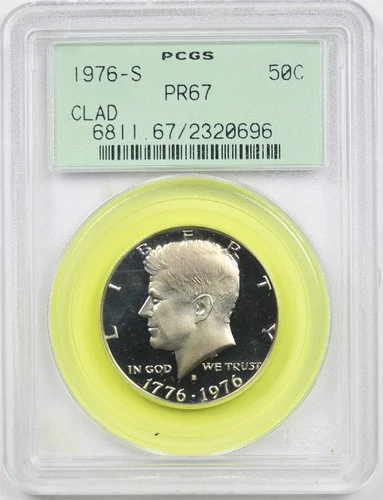 PCGS
1976-S 50C
PR67
CLAD
6811.67/2320696
LIBERTY
IN GOD WE TRUST
S
1776·1976